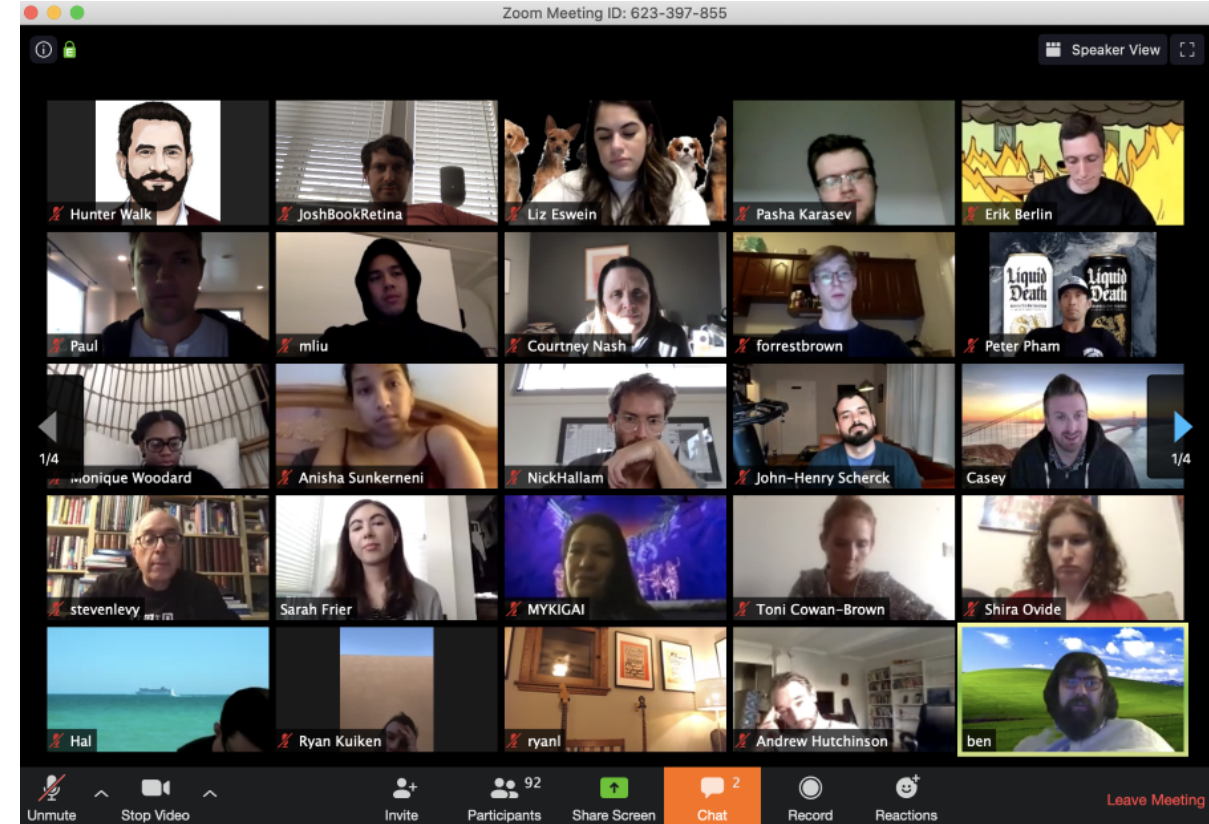 Zoom Meeting ID: 623-397-855
Speaker View
Hunter Walk
JoshBookRetina
Liz Eswein
Pasha Karasev
Erik Berlin
Paul
mliu
Courtney Nash
forrestbrown
Liquid Death
Liquid Death
Peter Pham
1/4
Monique Woodard
Anisha Sunkerneni
NickHallam
John-Henry Scherck
Casey
1/4
stevenlevy
Sarah Frier
MYKIGAI
Toni Cowan-Brown
Shira Ovide
Hal
Ryan Kuiken
ryanl
Andrew Hutchinson
ben
92
2
Unmute
Stop Video
Invite
Participants
Share Screen
Chat
Record
Reactions
Leave Meeting